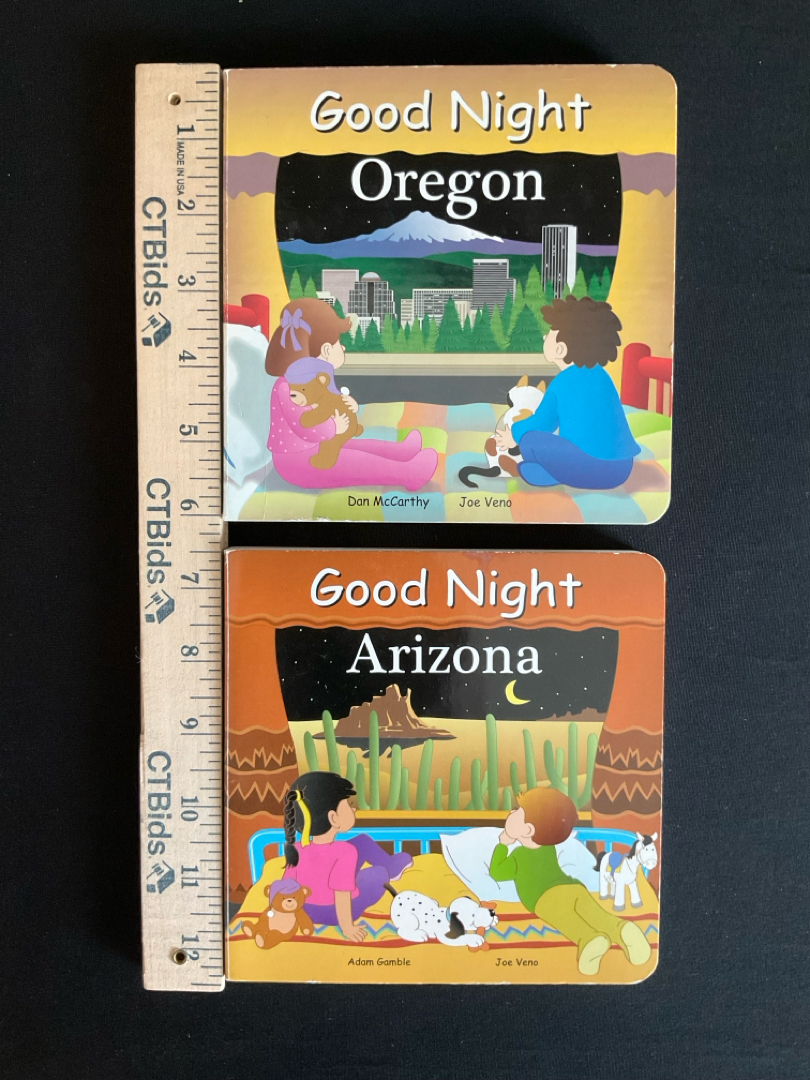 Good Night
Oregon
Dan McCarthy Joe Veno
Good Night
Arizona
Adam Gamble Joe Veno
1
MADE IN USA
2
CTBids
3
4
5
6
CTBids
7
8
9
CTBids
10
11
12